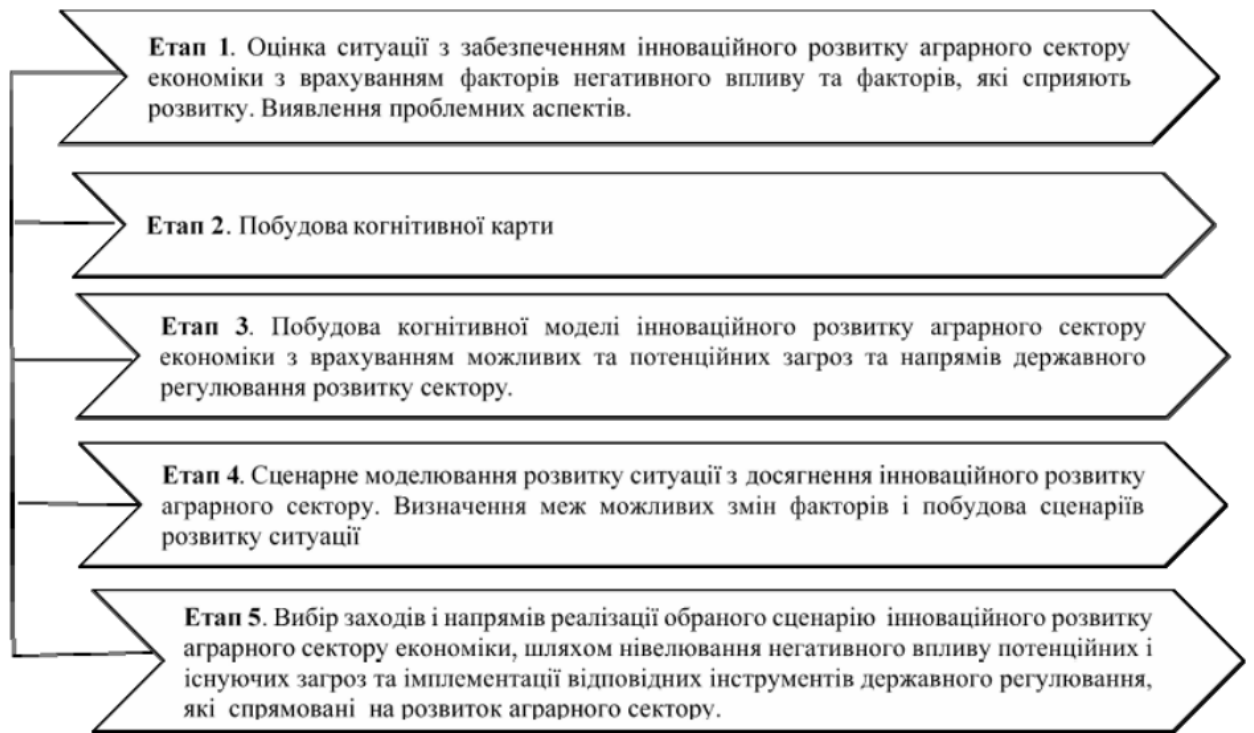 Етап 1. Оцінка ситуації з забезпеченням інноваційного розвитку аграрного сектору
економіки з врахуванням факторів негативного впливу та факторів, які сприяють
розвитку. Виявлення проблемних аспектів.
Етап 2. Побудова когнітивної карти
Етап 3. Побудова когнітивної моделі інноваційного розвитку аграрного сектору
економіки з врахуванням можливих та потенційних загроз та напрямів державного
регулювання розвитку сектору.
Етап 4. Сценарне моделювання розвитку ситуації з досягнення інноваційного розвитку
аграрного сектору. Визначення меж можливих змін факторів і побудова сценаріїв
розвитку ситуації
Етап 5. Вибір заходів і напрямів реалізації обраного сценарію інноваційного розвитку
аграрного сектору економіки, шляхом нівелювання негативного впливу потенційних і
існуючих загроз та імплементації відповідних інструментів державного регулювання,
які спрямовані на розвиток аграрного сектору.